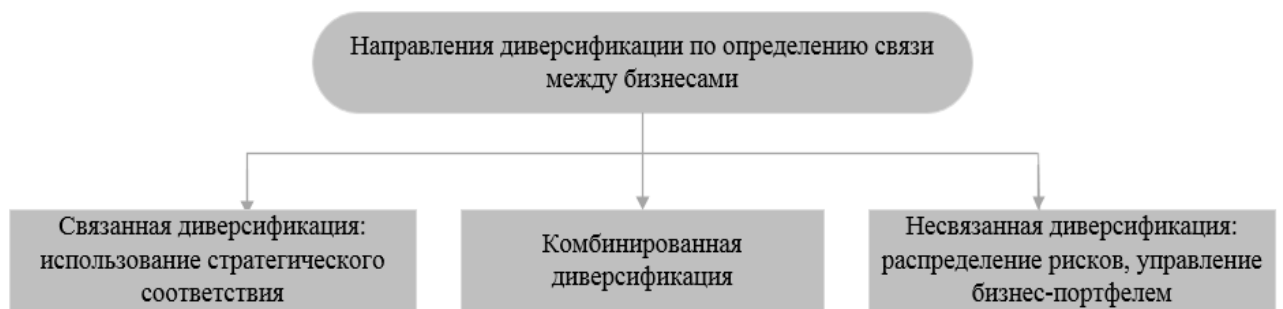 Направления диверсификации по определению связи
между бизнесами
Связанная диверсификация:
использование стратегического
соответствия
Комбинированная
диверсификация
Несвязанная диверсификация:
распределение рисков, управление
бизнес-портфелем